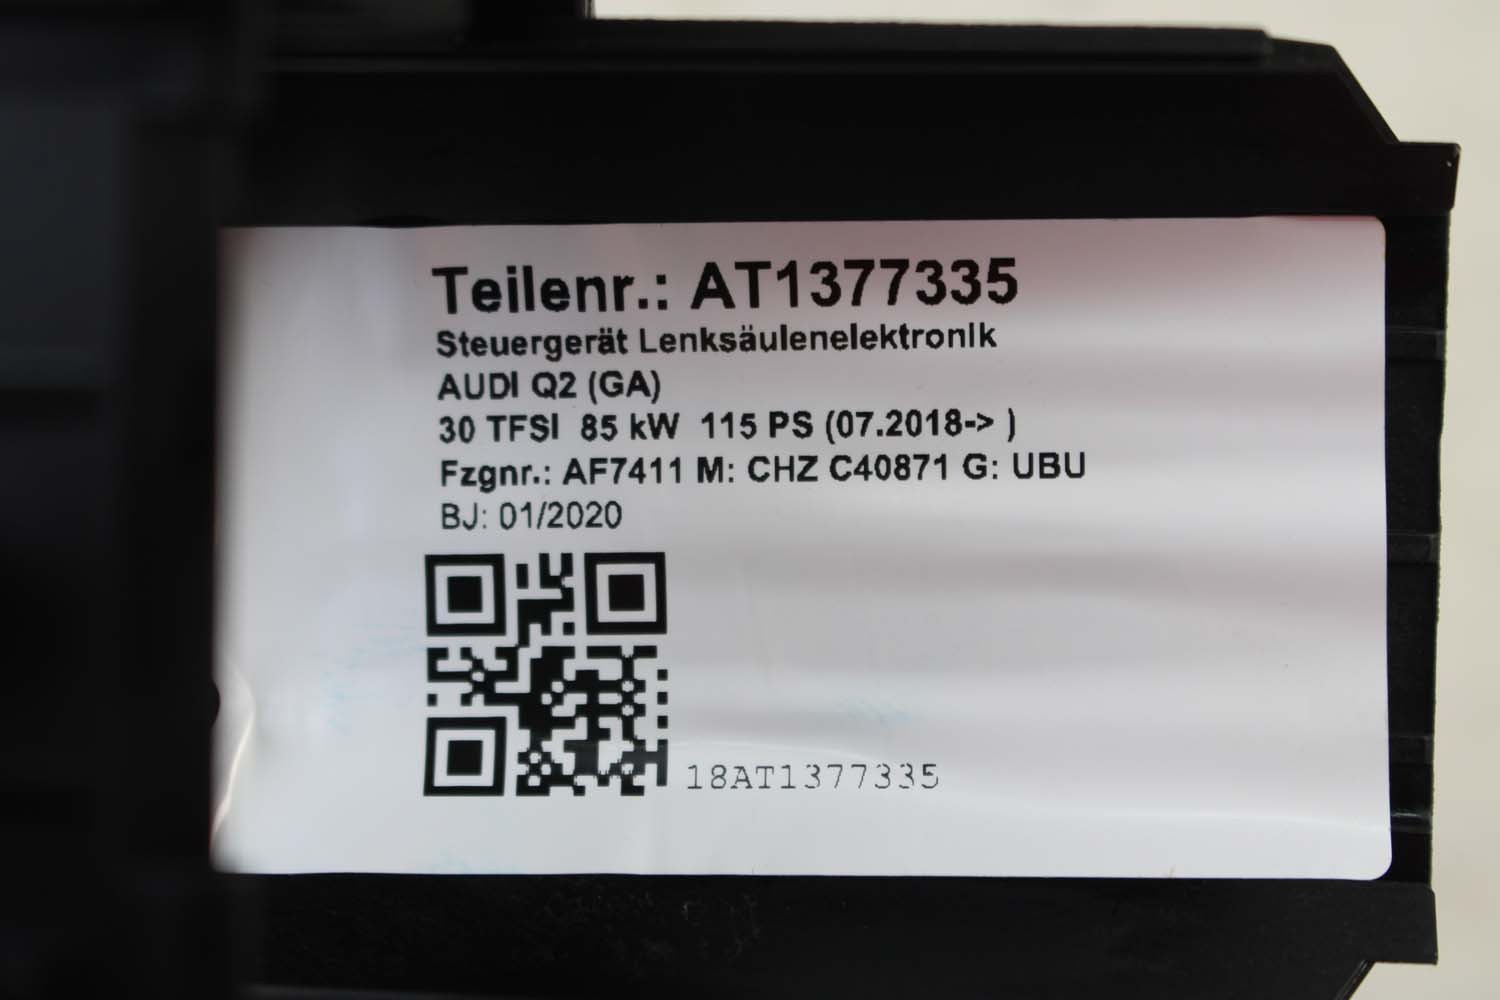 Teilenr.: AT1377335
Steuergerät Lenksäulenelektronik
AUDI Q2 (GA)
30 TFSI 85 kW 115 PS (07.2018-> )
Fzgnr.: AF7411 M: CHZ C40871 G: UBU
BJ: 01/2020
18AT1377335